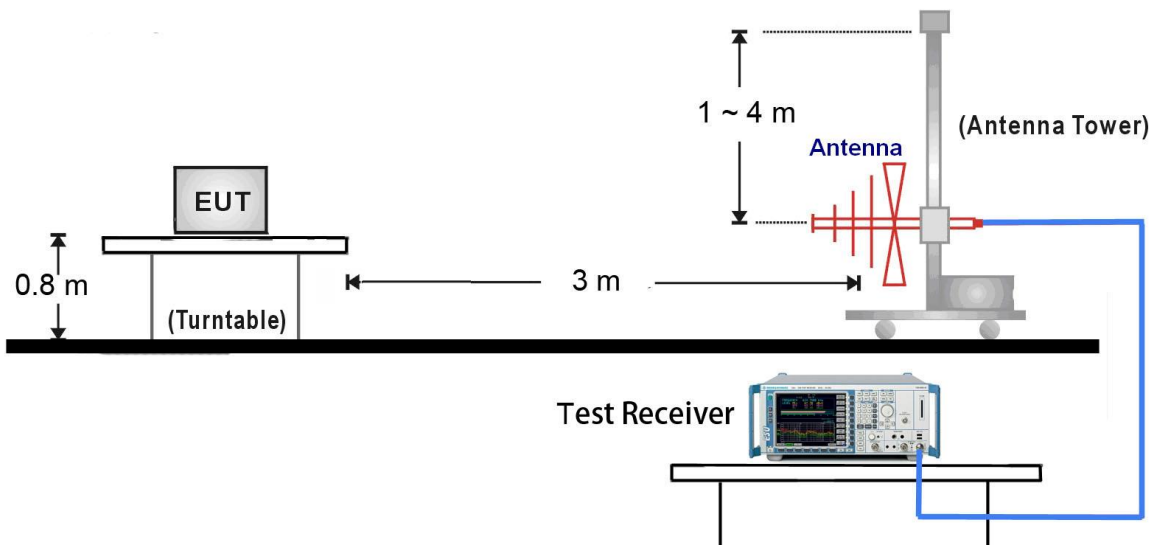 1 ~ 4 m
(Antenna Tower)
Antenna
EUT
0.8 m
3 m
(Turntable)
Test Receiver